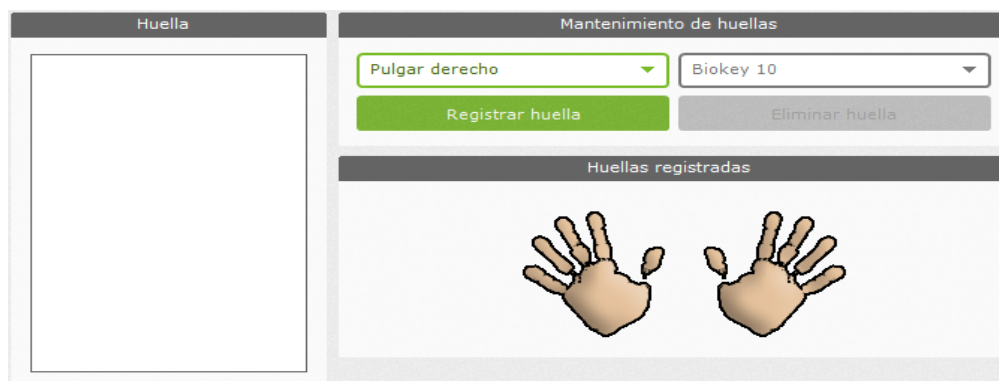 Huella
Mantenimiento de huellas
Pulgar derecho
Biokey 10
Registrar huella
Eliminar huella
Huellas registradas